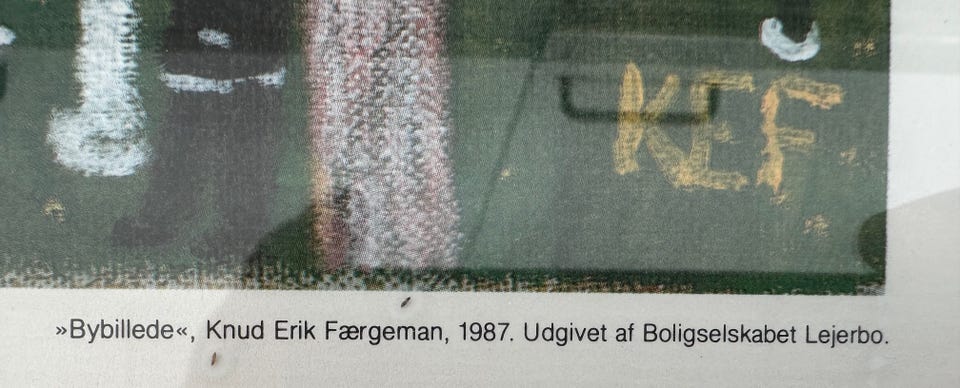 KEF
»Bybillede«, Knud Erik Færgeman, 1987. Udgivet af Boligselskabet Lejerbo.